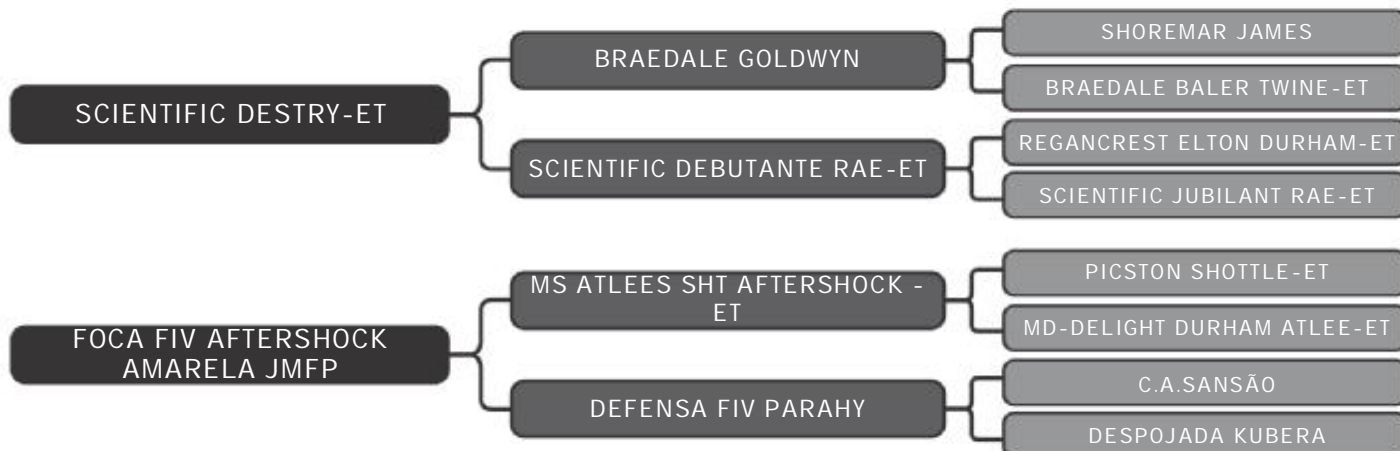 SHOREMAR JAMES
BRAEDALE GOLDWYN
BRAEDALE BALER TWINE-ET
SCIENTIFIC DESTRY-ET
REGANCREST ELTON DURHAM-ET
SCIENTIFIC DEBUTANTE RAE-ET
SCIENTIFIC JUBILANT RAE-ET
PICSTON SHOTTLE-ET
MS ATLEES SHT AFTERSHOCK -
ET
MD-DELIGHT DURHAM ATLEE-ET
FOCA FIV AFTERSHOCK
AMARELA JMFP
C.A.SANSÃO
DEFENSA FIV PARAHY
DESPOJADA KUBERA